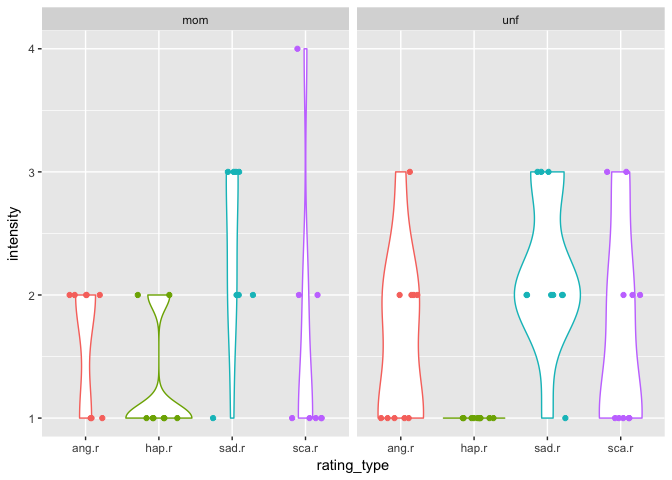 mom unf
4
3
2
1
intensity
ang.r hap.r sad.r sca.r ang.r hap.r sad.r sca.r
rating_type